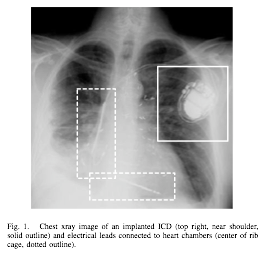 Fig. 1. Chest xray image of an implanted ICD (top right, near shoulder,
solid outline) and electrical leads connected to heart chambers (center of rib
cage, dotted outline).